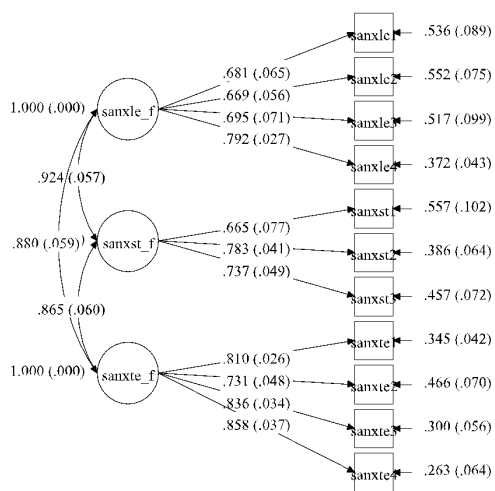 sanxle1 .536 (.089)
.681 (.065)
sanxle2 .552 (.075)
.669 (.056)
1.000 (.000) sanxle_f
.695 (.071)
sanxle3 .517 (.099)
.792 (.027)
sanxle4 .372 (.043)
.924 (.057)
sanxst1 .557 (.102)
.665 (.077)
.880 (.059) sanxst_f
.783 (.041)
sanxst2 .386 (.064)
.737 (.049)
sanxst3 .457 (.072)
.865 (.060)
sanxte1 .345 (.042)
.810 (.026)
1.000 (.000) sanxte_f
.731 (.048)
sanxte2 .466 (.070)
.836 (.034)
sanxte3 .300 (.056)
.858 (.037)
sanxte4 .263 (.064)